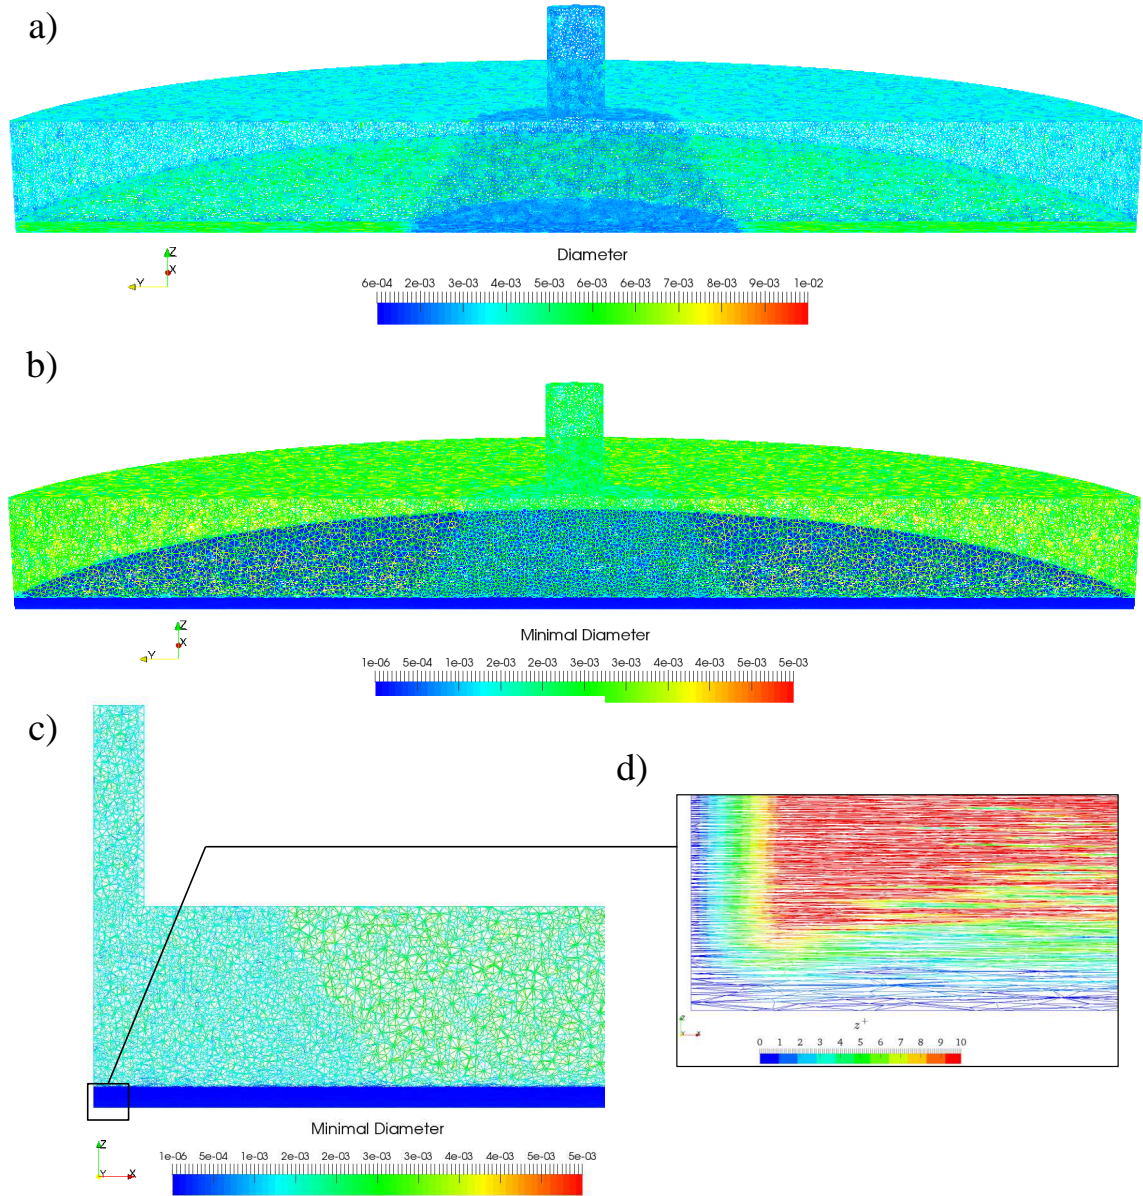 a)
Z
Y
X
Diameter
6e-04 2e-03 3e-03 4e-03 5e-03 6e-03 6e-03 7e-03 8e-03 9e-03 1e-02
b)
Z
Y
X
Minimal Diameter
1e-06 5e-04 1e-03 2e-03 2e-03 3e-03 3e-03 4e-03 4e-03 5e-03 5e-03
c)
d)
z
x
z+
0 1 2 3 4 5 6 7 8 9 10
Z
Y
X
Minimal Diameter
1e-06 5e-04 1e-03 2e-03 2e-03 3e-03 3e-03 4e-03 4e-03 5e-03 5e-03